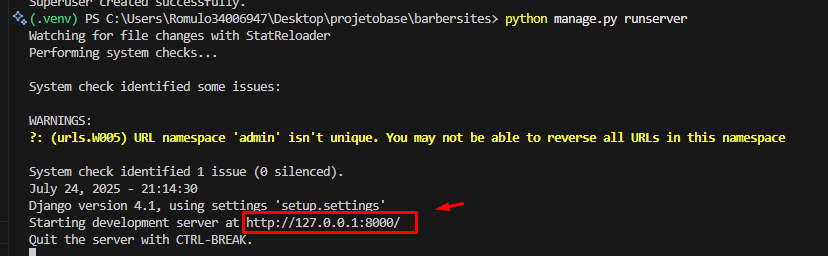 Superuser created successfully.
(.venv) PS C:\Users\Romulo34006947\Desktop\projetobase\barbersites> python manage.py runserver
Watching for file changes with StatReloader
Performing system checks...
System check identified some issues:
WARNINGS:
?: (urls.W005) URL namespace 'admin' isn't unique. You may not be able to reverse all URLs in this namespace
System check identified 1 issue (0 silenced).
July 24, 2025 - 21:14:30
Django version 4.1, using settings 'setup.settings'
Starting development server at http://127.0.0.1:8000/
Quit the server with CTRL-BREAK.